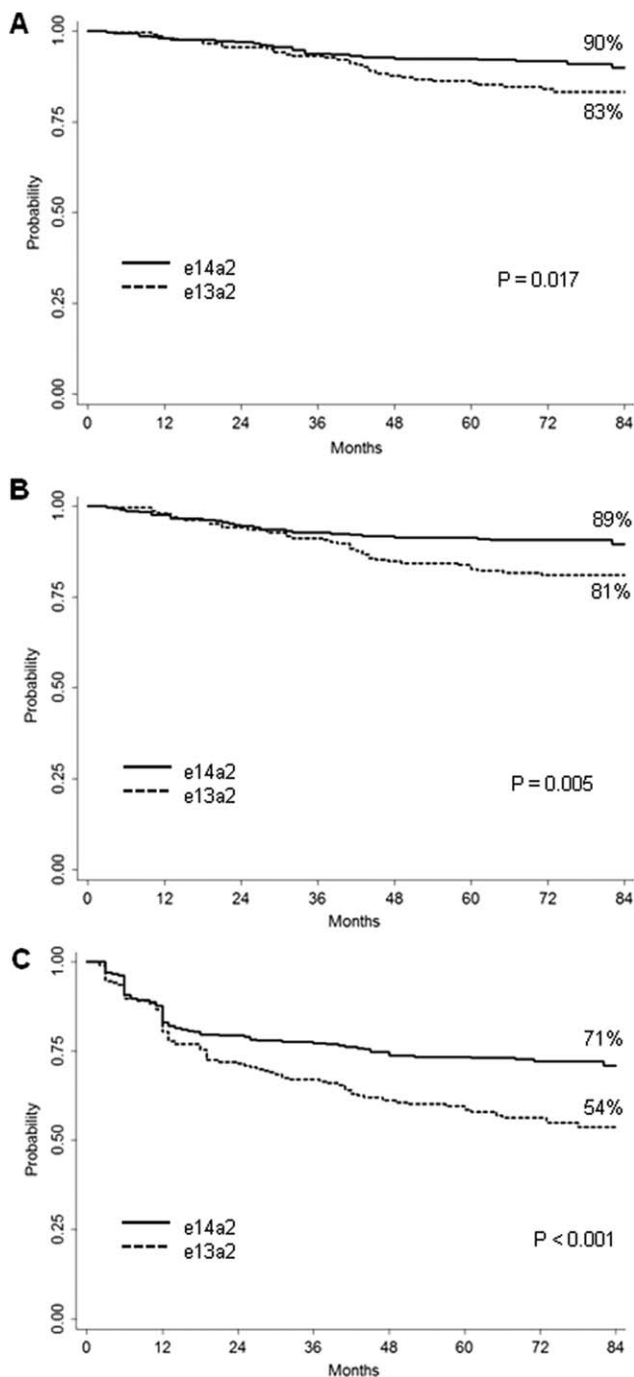 A
1.00
0.75
0.50
0.25
0.00
Probability
90%
83%
e14a2
e13a2
P = 0.017
0 12 24 36 48 60 72 84
Months
B
1.00
0.75
0.50
0.25
0.00
Probability
89%
81%
e14a2
e13a2
P = 0.005
0 12 24 36 48 60 72 84
Months
C
1.00
0.75
0.50
0.25
0.00
Probability
71%
54%
e14a2
e13a2
P < 0.001
0 12 24 36 48 60 72 84
Months